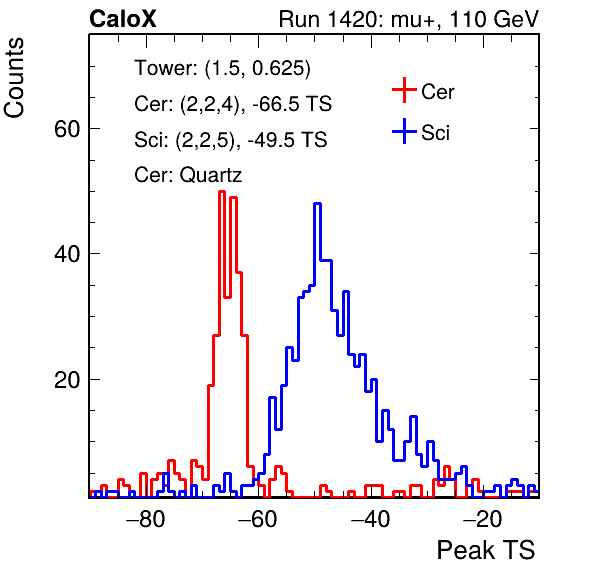 CaloX Run 1420: mu+, 110 GeV
Counts
Tower: (1.5, 0.625)
Cer: (2,2,4), -66.5 TS
Sci: (2,2,5), -49.5 TS
Cer: Quartz
Cer
Sci
60
40
20
−80 −60 −40 −20
Peak TS